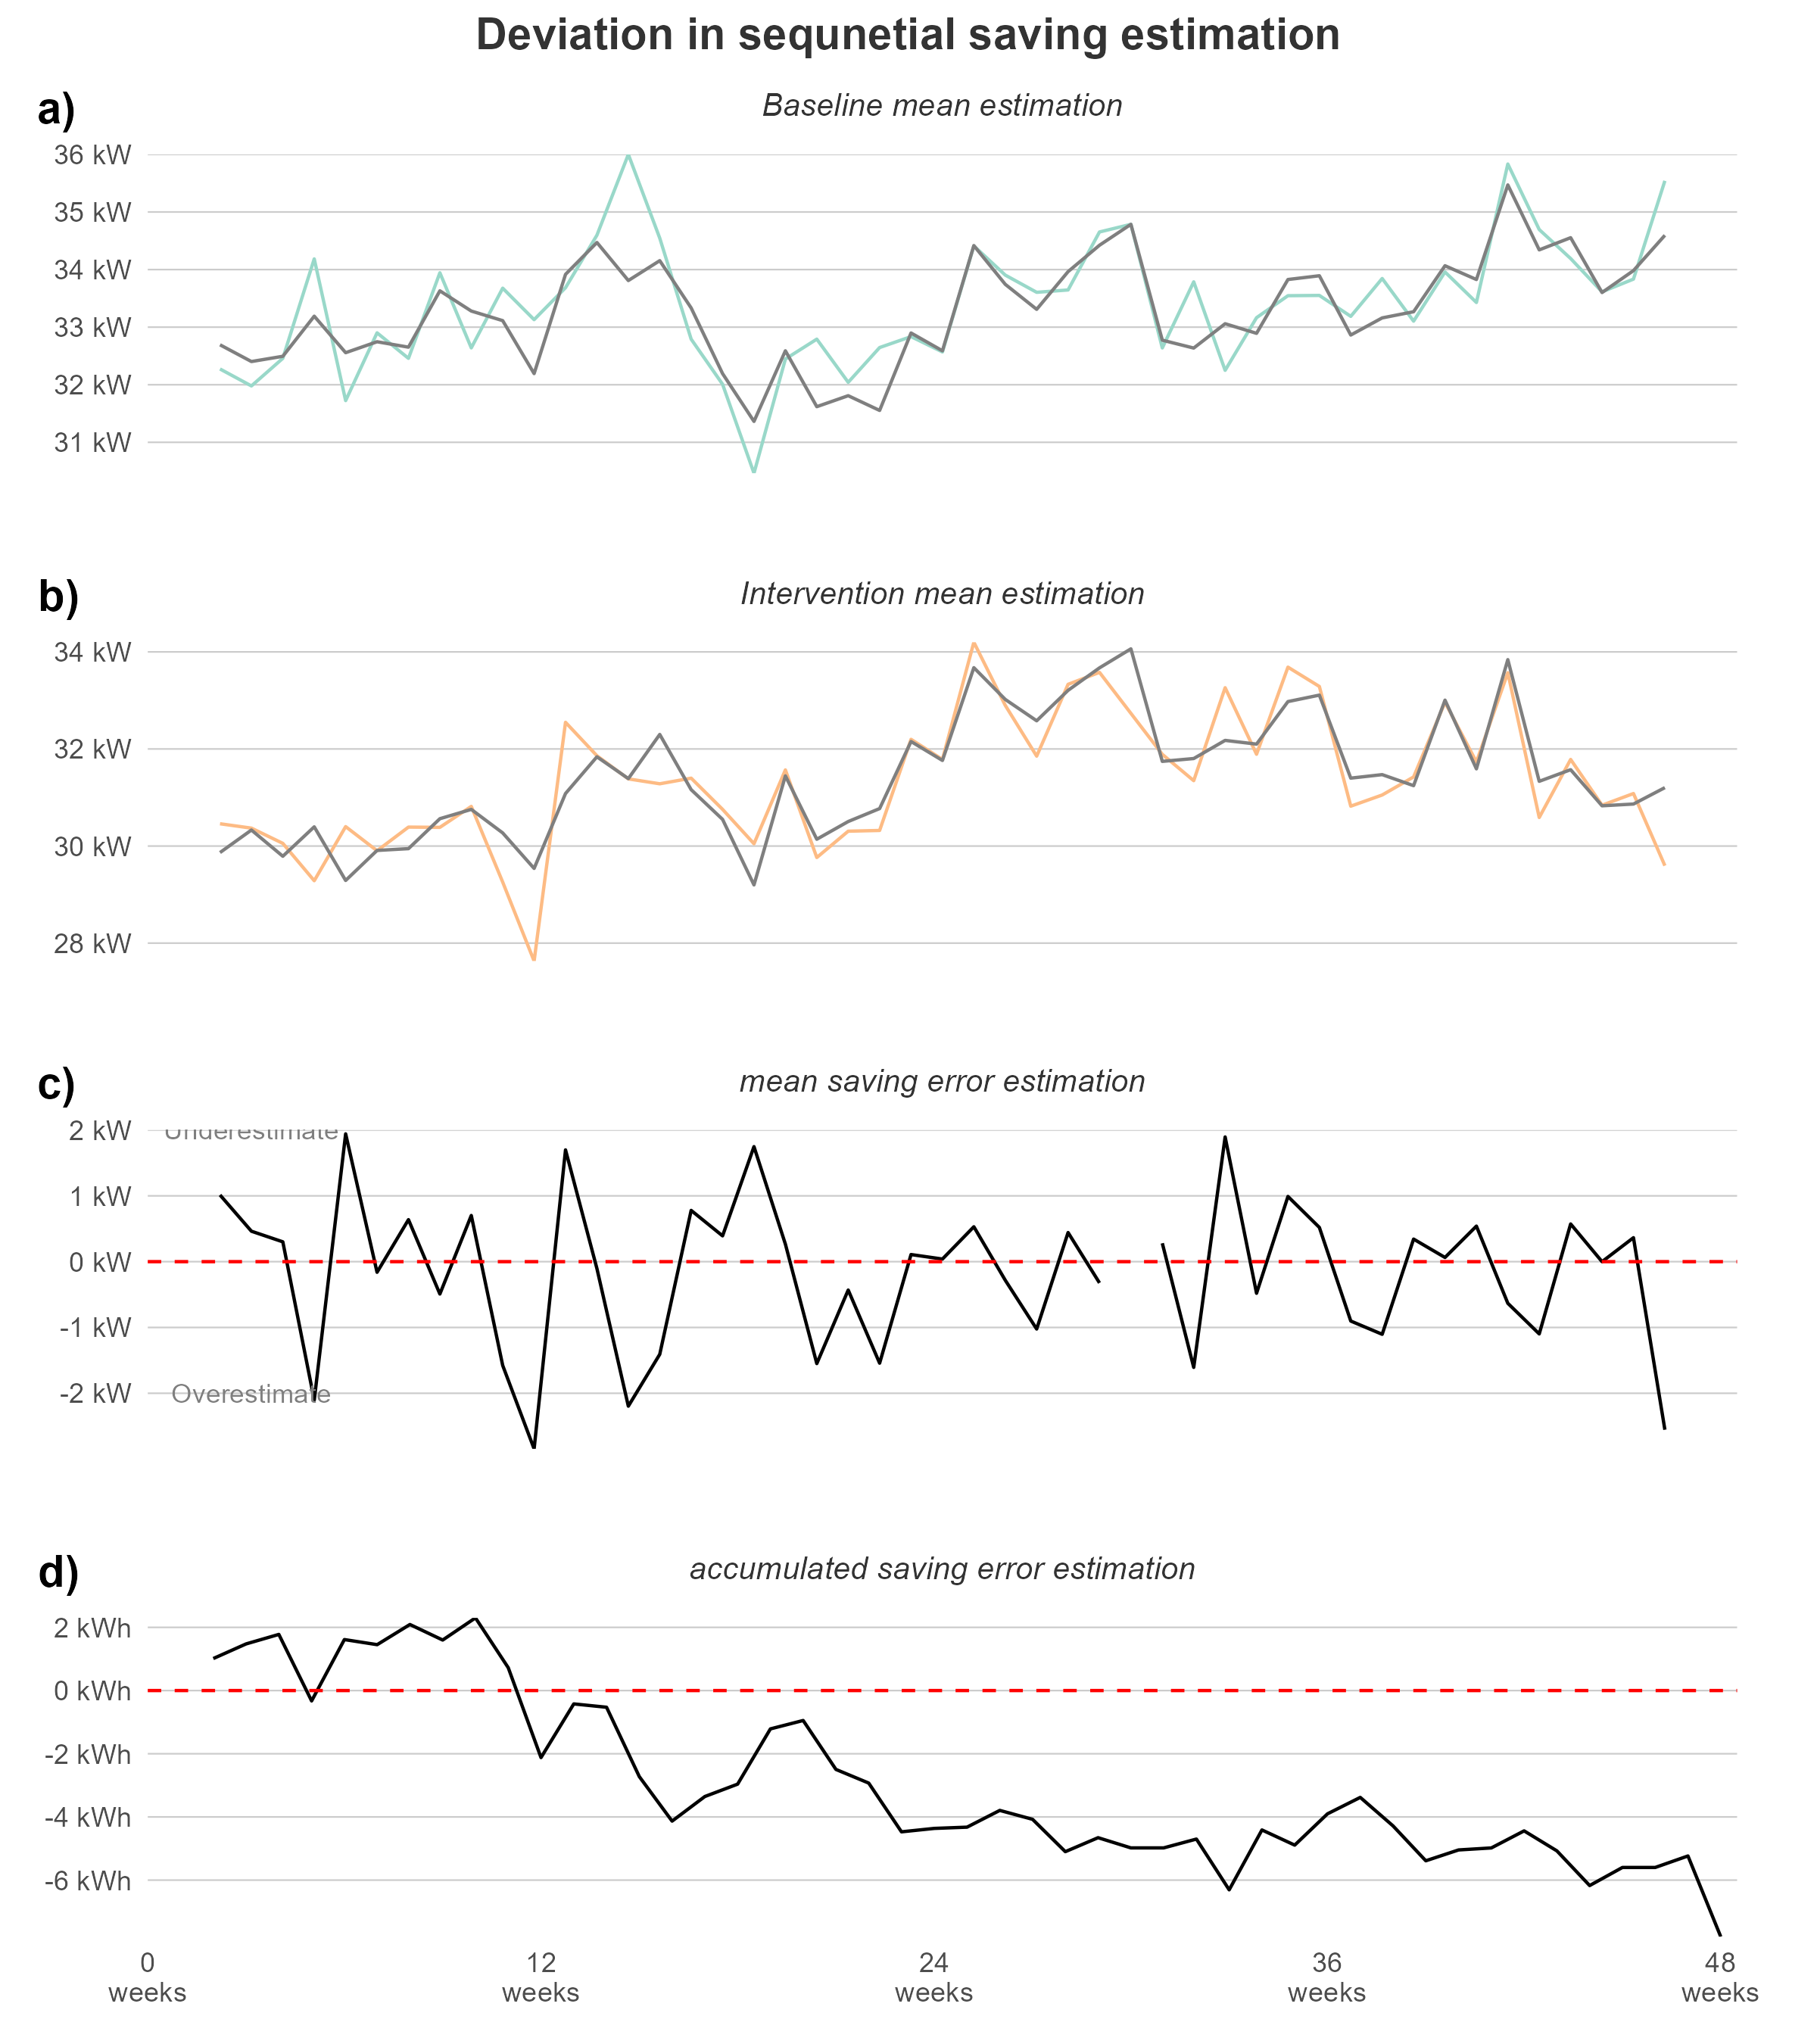 Deviation in sequnetial saving estimation
a)
Baseline mean estimation
36 kW
35 kW
34 kW
33 kW
32 kW
31 kW
b)
Intervention mean estimation
34 kW
32 kW
30 kW
28 kW
c)
mean saving error estimation
2 kW
Underestimate
1 kW
0 kW
-1 kW
-2 kW
Overestimate
d)
accumulated saving error estimation
2 kWh
0 kWh
-2 kWh
-4 kWh
-6 kWh
0 12 24 36 48
weeks weeks weeks weeks weeks